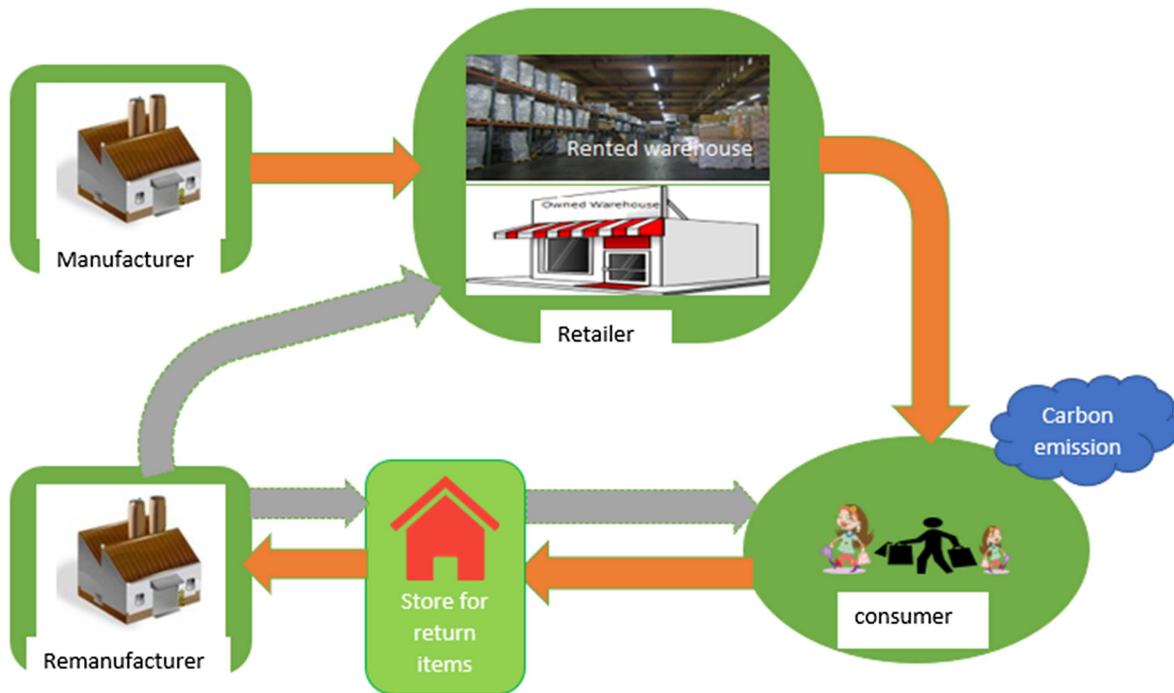 Rented warehouse
Owned Warehouse
Manufacturer
Retailer
Carbon
emission
Store for
return
items
consumer
Remanufacturer